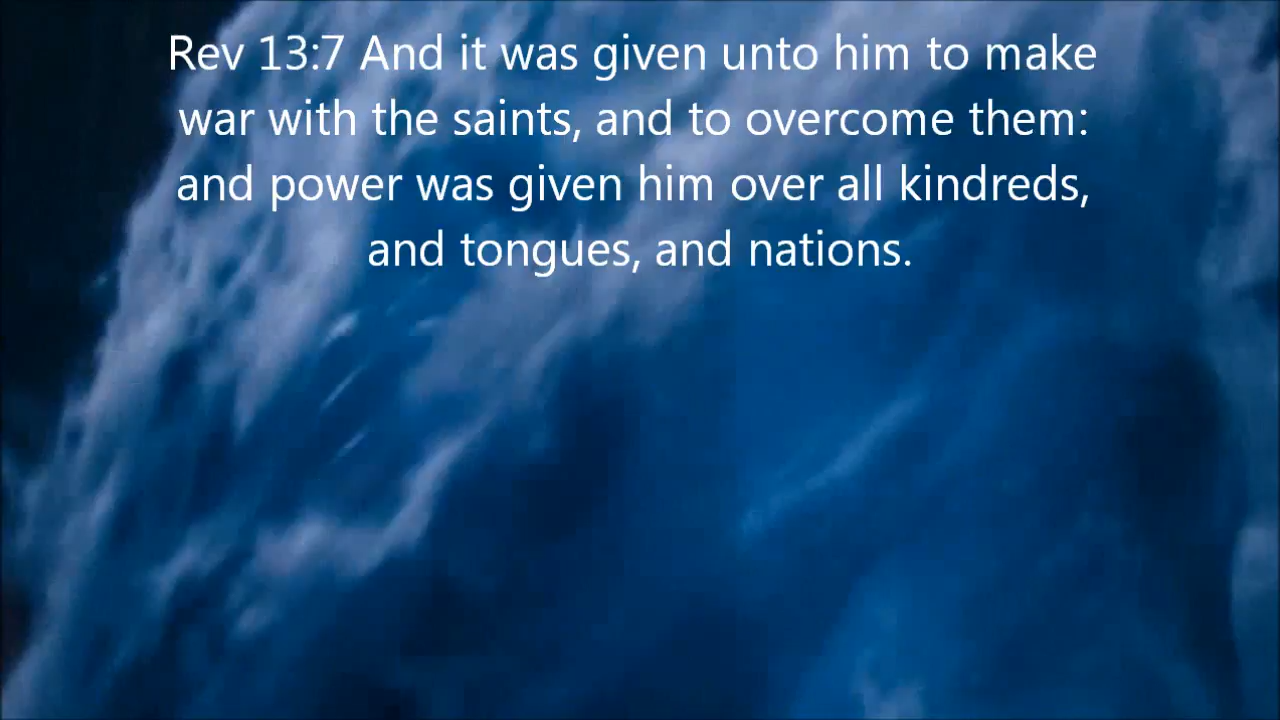 Rev 13:7 And it was given unto him to make
war with the saints, and to overcome them:
and power was given him over all kindreds,
and tongues, and nations.